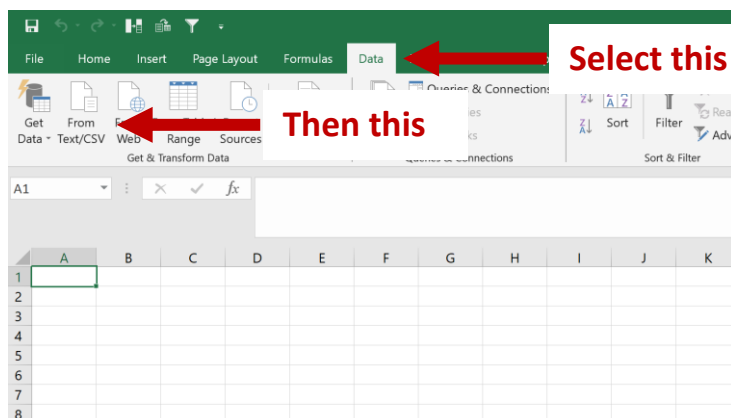 File Home Insert Page Layout Formulas Data
Select this
Queries & Connections
Get From
Then this
Sort Filter
Data Text/CSV Web Range Sources
Adv
Get & Transform Data
Sort & Filter
A1 fx
A B C D E F G H I J K
1
2
3
4
5
6
7
8